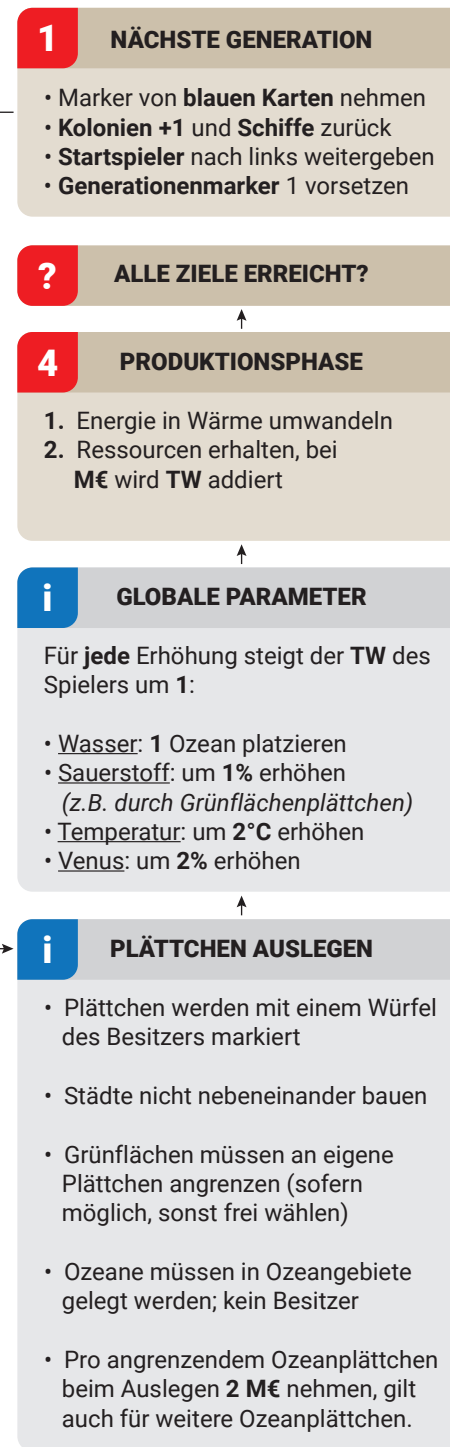 1 NÄCHSTE GENERATION
• Marker von blauen Karten nehmen
• Kolonien +1 und Schiffe zurück
• Startspieler nach links weitergeben
• Generationenmarker 1 vorsetzen
? ALLE ZIELE ERREICHT?
4 PRODUKTIONSPHASE
1. Energie in Wärme umwandeln
2. Ressourcen erhalten, bei
M€ wird TW addiert
i GLOBALE PARAMETER
Für jede Erhöhung steigt der TW des
Spielers um 1:
• Wasser: 1 Ozean platzieren
• Sauerstoff: um 1% erhöhen
(z.B. durch Grünflächenplättchen)
• Temperatur: um 2°C erhöhen
• Venus: um 2% erhöhen
i PLÄTTCHEN AUSLEGEN
• Plättchen werden mit einem Würfel
des Besitzers markiert
• Städte nicht nebeneinander bauen
• Grünflächen müssen an eigene
Plättchen angrenzen (sofern
möglich, sonst frei wählen)
• Ozeane müssen in Ozeangebiete
gelegt werden; kein Besitzer
• Pro angrenzendem Ozeanplättchen
beim Auslegen 2 M€ nehmen, gilt
auch für weitere Ozeanplättchen.